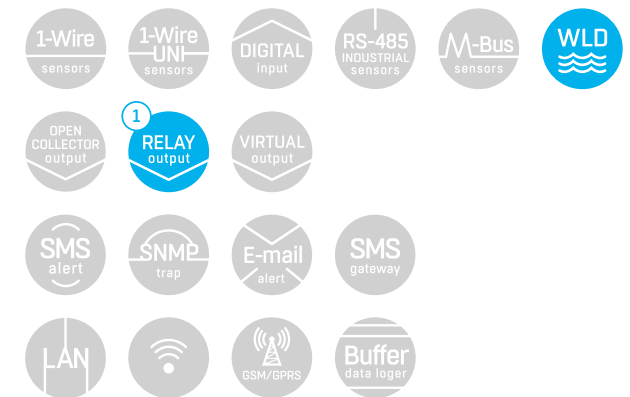 1-Wire
sensors
1-Wire
UNI
sensors
DIGITAL
input
RS-485
INDUSTRIAL
sensors
M-Bus
sensors
WLD
OPEN
COLLECTOR
output
1
RELAY
output
VIRTUAL
output
SMS
alert
SNMP
trap
E-mail
alert
SMS
gateway
LAN
GSM/GPRS
Buffer
data loger